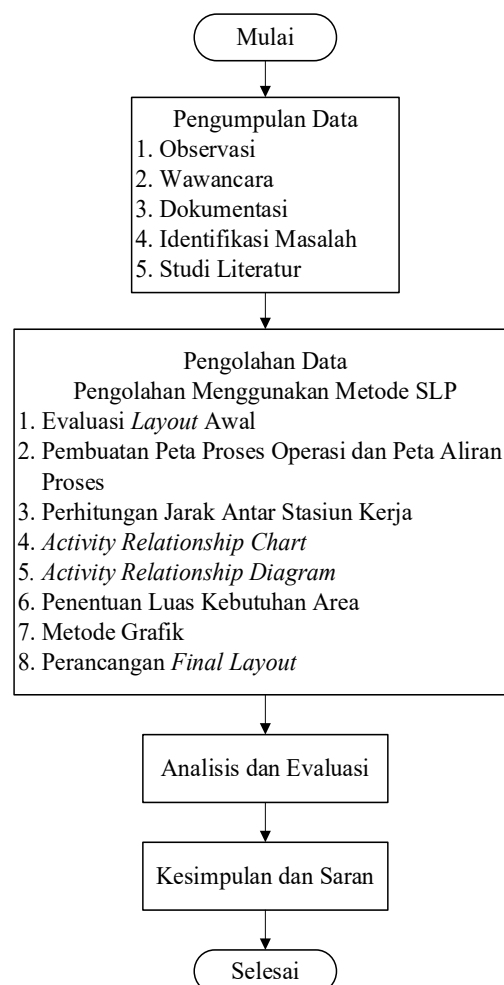 Mulai
Pengumpulan Data
1. Observasi
2. Wawancara
3. Dokumentasi
4. Identifikasi Masalah
5. Studi Literatur
Pengolahan Data
Pengolahan Menggunakan Metode SLP
1. Evaluasi Layout Awal
2. Pembuatan Peta Proses Operasi dan Peta Aliran
Proses
3. Perhitungan Jarak Antar Stasiun Kerja
4. Activity Relationship Chart
5. Activity Relationship Diagram
6. Penentuan Luas Kebutuhan Area
7. Metode Grafik
8. Perancangan Final Layout
Analisis dan Evaluasi
Kesimpulan dan Saran
Selesai